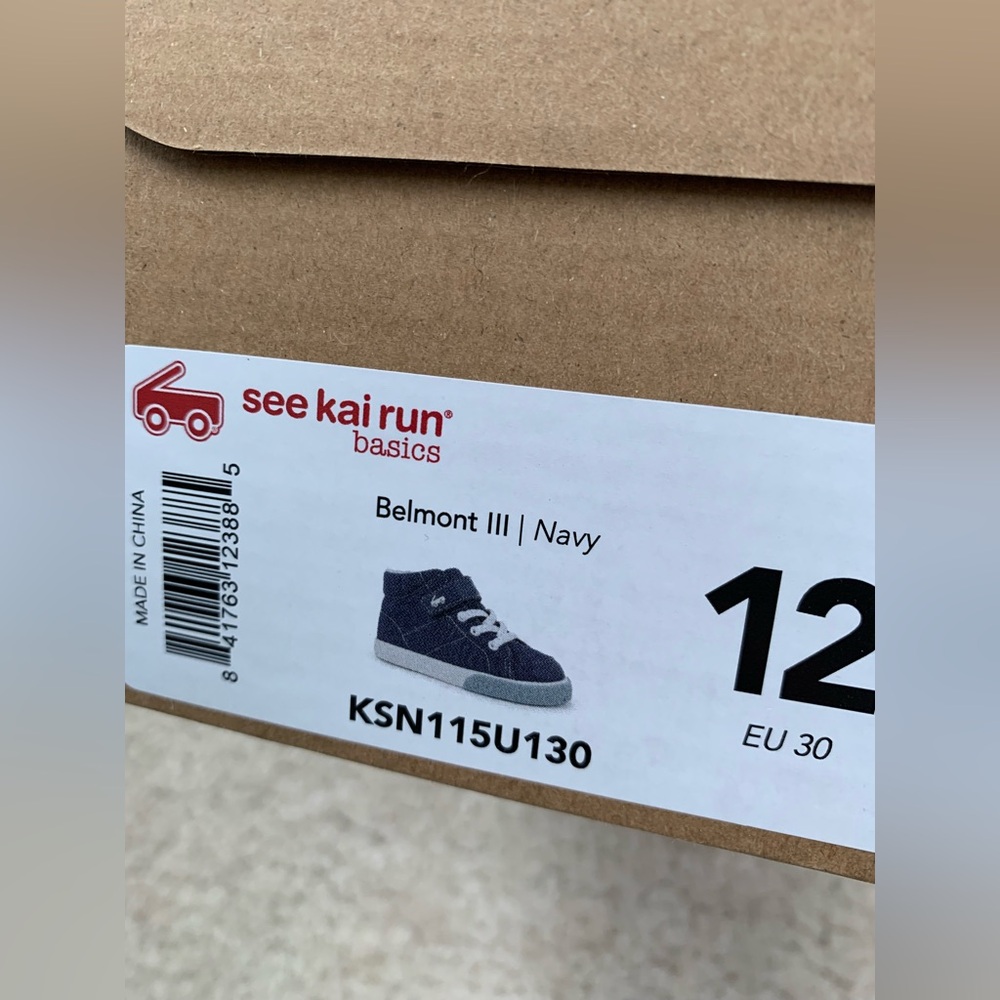 see kai run®
basics
MADE IN CHINA
8 41763 12388 5
Belmont III | Navy
KSN115U130
12
EU 30